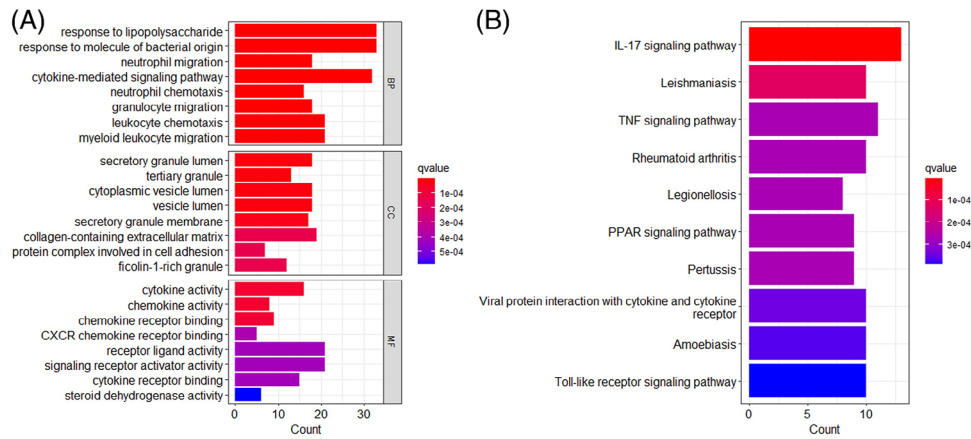 (A)
response to lipopolysaccharide
response to molecule of bacterial origin
neutrophil migration
cytokine-mediated signaling pathway
neutrophil chemotaxis
granulocyte migration
leukocyte chemotaxis
myeloid leukocyte migration
BP
secretory granule lumen
tertiary granule
cytoplasmic vesicle lumen
vesicle lumen
secretory granule membrane
collagen-containing extracellular matrix
protein complex involved in cell adhesion
ficolin-1-rich granule
CC
cytokine activity
chemokine activity
chemokine receptor binding
CXCR chemokine receptor binding
receptor ligand activity
signaling receptor activator activity
cytokine receptor binding
steroid dehydrogenase activity
MF
0 10 20 30
Count
qvalue
1e-04
2e-04
3e-04
4e-04
5e-04
(B)
IL-17 signaling pathway
Leishmaniasis
TNF signaling pathway
Rheumatoid arthritis
Legionellosis
PPAR signaling pathway
Pertussis
Viral protein interaction with cytokine and cytokine
receptor
Amoebiasis
Toll-like receptor signaling pathway
0 5 10
Count
qvalue
1e-04
2e-04
3e-04